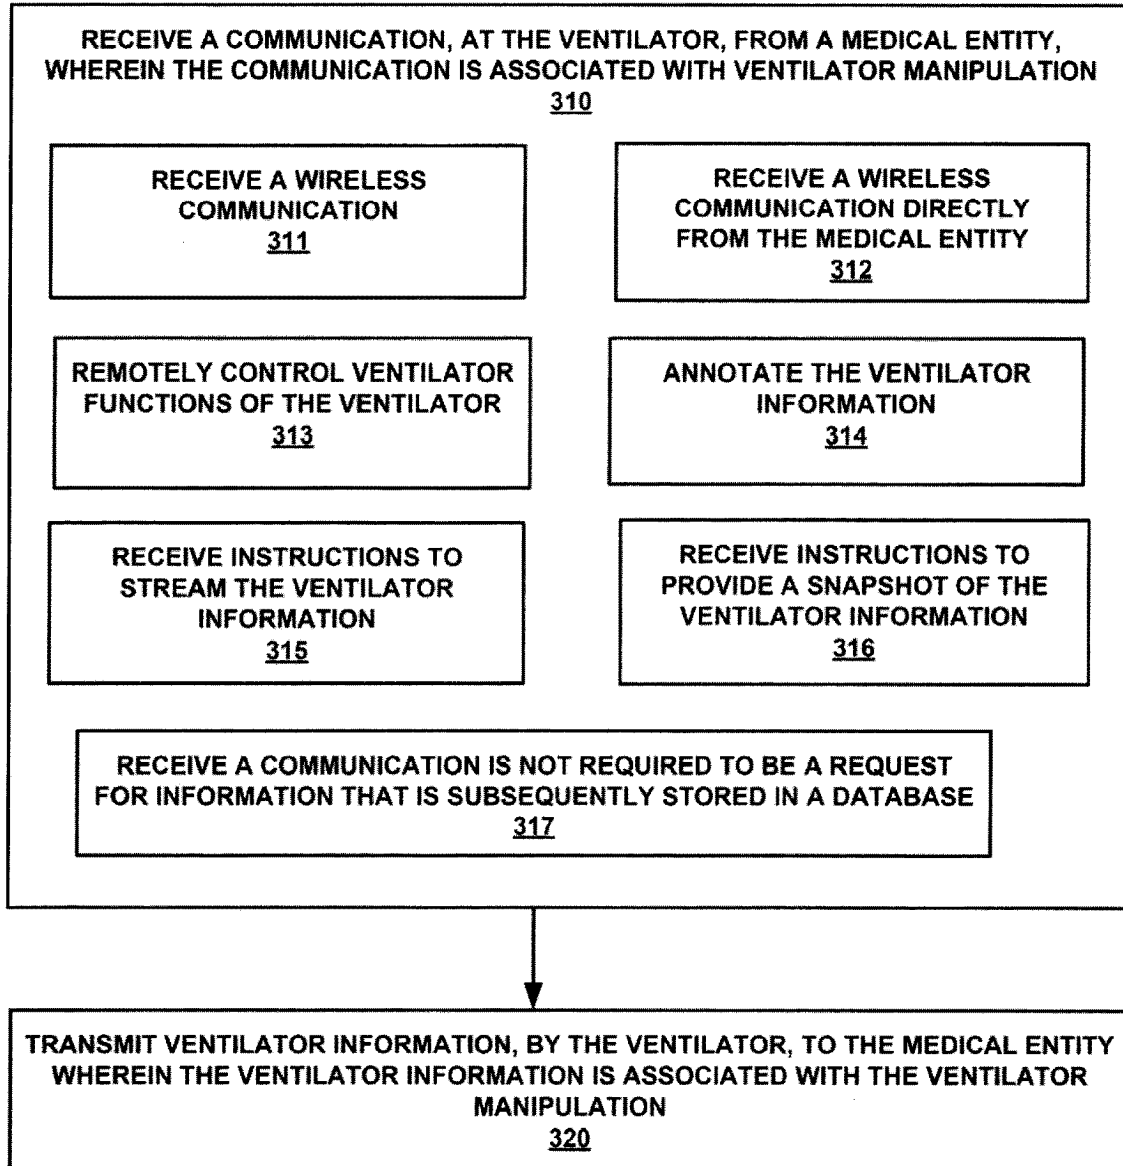 RECEIVE A COMMUNICATION, AT THE VENTILATOR, FROM A MEDICAL ENTITY,
WHEREIN THE COMMUNICATION IS ASSOCIATED WITH VENTILATOR MANIPULATION
310
RECEIVE A WIRELESS
COMMUNICATION
311
RECEIVE A WIRELESS
COMMUNICATION DIRECTLY
FROM THE MEDICAL ENTITY
312
REMOTELY CONTROL VENTILATOR
FUNCTIONS OF THE VENTILATOR
313
ANNOTATE THE VENTILATOR
INFORMATION
314
RECEIVE INSTRUCTIONS TO
STREAM THE VENTILATOR
INFORMATION
315
RECEIVE INSTRUCTIONS TO
PROVIDE A SNAPSHOT OF THE
VENTILATOR INFORMATION
316
RECEIVE A COMMUNICATION IS NOT REQUIRED TO BE A REQUEST
FOR INFORMATION THAT IS SUBSEQUENTLY STORED IN A DATABASE
317
TRANSMIT VENTILATOR INFORMATION, BY THE VENTILATOR, TO THE MEDICAL ENTITY
WHEREIN THE VENTILATOR INFORMATION IS ASSOCIATED WITH THE VENTILATOR
MANIPULATION
320